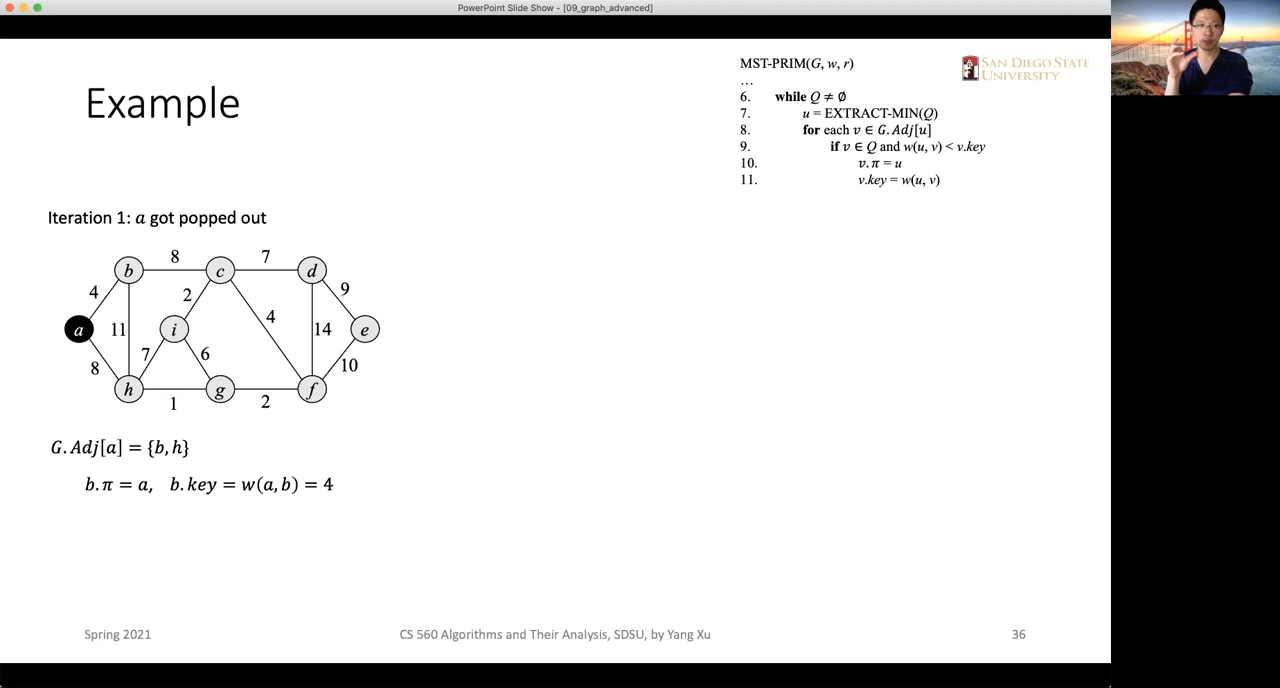 PowerPoint Slide Show - [09_graph_advanced]
MST-PRIM(G, w, r)
…
6. while Q ≠ ∅
7. u = EXTRACT-MIN(Q)
8. for each v ∈ G.Adj[u]
9. if v ∈ Q and w(u, v) < v.key
10. v.π = u
11. v.key = w(u, v)
SAN DIEGO STATE
UNIVERSITY
Example
Iteration 1: a got popped out
8 7
b c d
4 2 9
4
a 11 i 14 e
7 6
8 10
h g f
1 2
G.Adj[a] = {b, h}
b.π = a, b.key = w(a, b) = 4
Spring 2021
CS 560 Algorithms and Their Analysis, SDSU, by Yang Xu
36